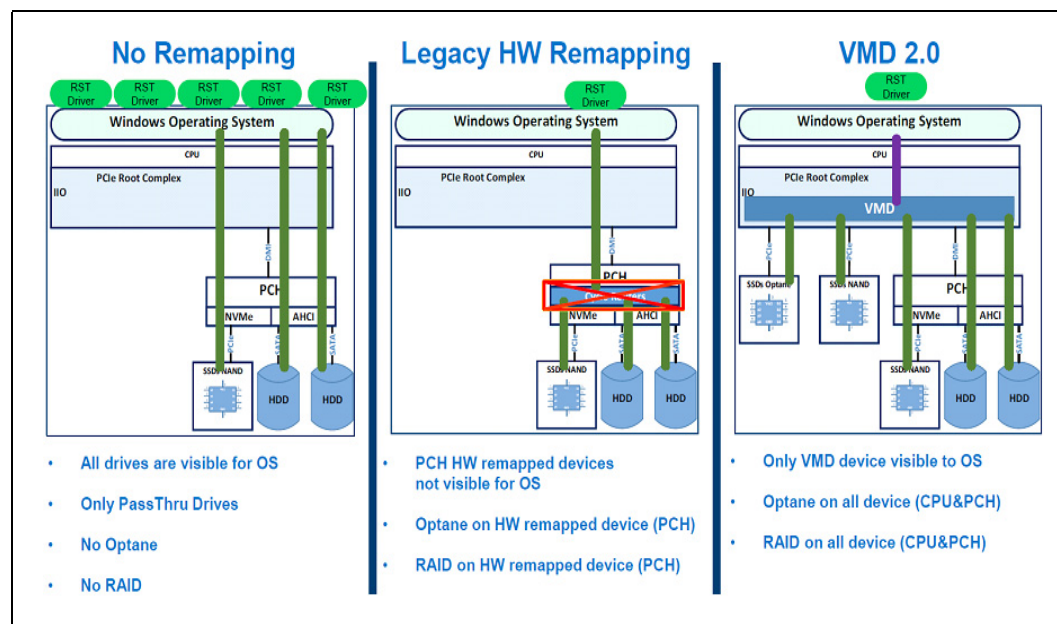 No Remapping
RST
Driver
RST
Driver
RST
Driver
RST
Driver
RST
Driver
Windows Operating System
CPU
PCIe Root Complex
IIO
DMI
PCH
NVMe
AHCI
PCIe
SATA
SATA
SSDs NAND
HDD
HDD
• All drives are visible for OS
• Only PassThru Drives
• No Optane
• No RAID
Legacy HW Remapping
RST
Driver
Windows Operating System
CPU
PCIe Root Complex
IIO
DMI
PCH
NVMe
AHCI
PCIe
SATA
SSDs NAND
HDD
HDD
• PCH HW remapped devices
not visible for OS
• Optane on HW remapped device (PCH)
• RAID on HW remapped device (PCH)
VMD 2.0
RST
Driver
Windows Operating System
CPU
PCIe Root Complex
IIO
VMD
PCIe
PCIe
DMI
SSDs Optane
SSDs NAND
PCH
NVMe
AHCI
PCIe
SATA
SATA
SSDs NAND
HDD
HDD
• Only VMD device visible to OS
• Optane on all device (CPU&PCH)
• RAID on all device (CPU&PCH)